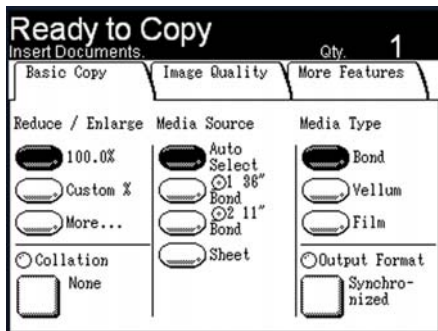 Ready to Copy
Insert Documents.
Qty. 1
Basic Copy
Image Quality
More Features
Reduce / Enlarge
Media Source
Media Type
100.0%
Custom %
More...
Auto
Select
1 36"
Bond
2 11"
Bond
Sheet
Bond
Vellum
Film
Collation
None
Output Format
Synchro-
nized